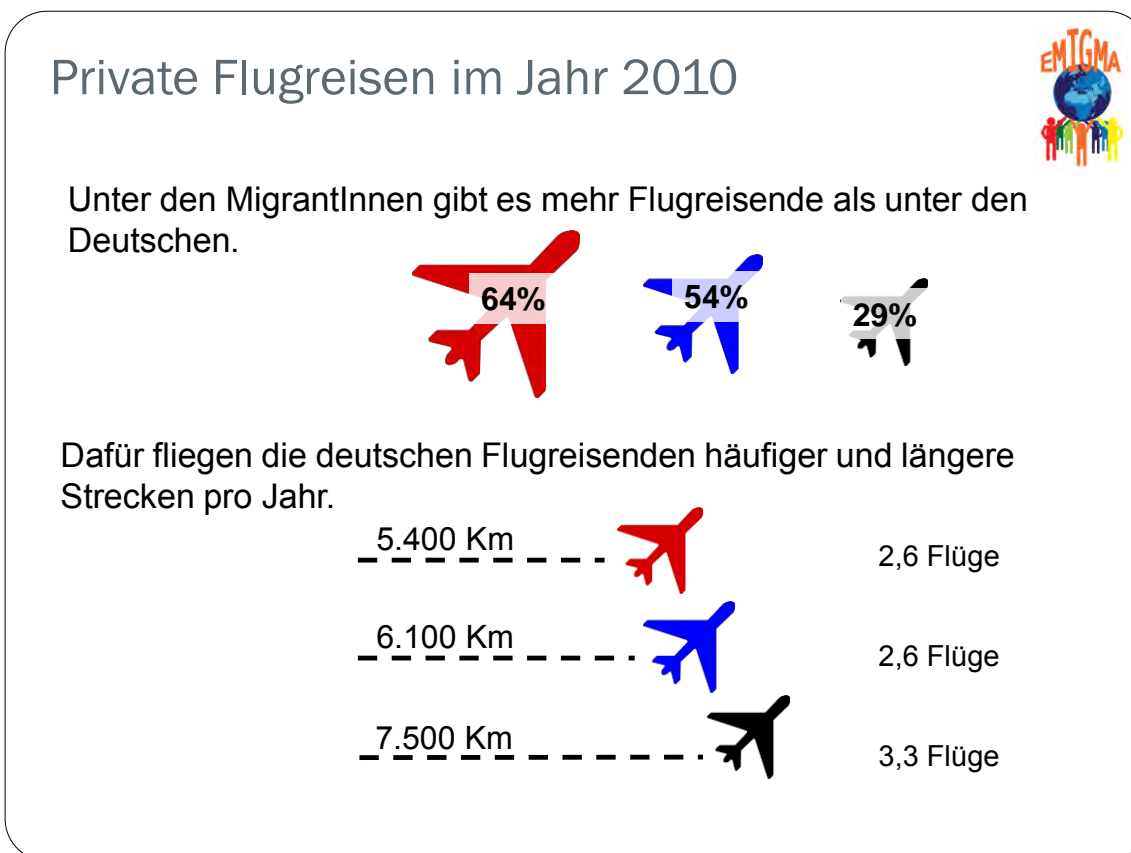 EMIGMA
Private Flugreisen im Jahr 2010
Unter den MigrantInnen gibt es mehr Flugreisende als unter den
Deutschen.
64% 54% 29%
Dafür fliegen die deutschen Flugreisenden häufiger und längere
Strecken pro Jahr.
5.400 Km 2,6 Flüge
6.100 Km 2,6 Flüge
7.500 Km 3,3 Flüge